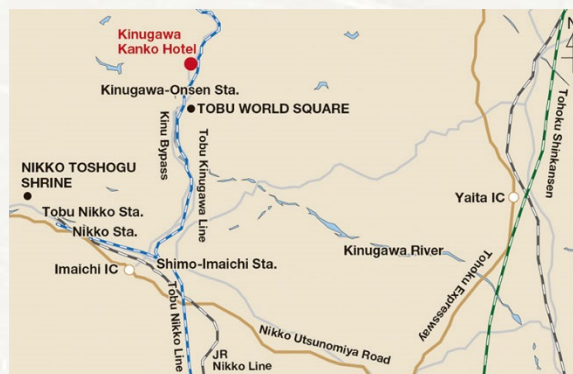 Kinugawa
Kanko Hotel
N
Kinugawa-Onsen Sta.
TOBU WORLD SQUARE
Kinu Bypass
Tobu Kinugawa Line
Tohoku Shinkansen
NIKKO TOSHOGU
SHRINE
Yaita IC
Tobu Nikko Sta.
Nikko Sta.
Kinugawa River
Imaichi IC
Shimo-Imaichi Sta.
Tohoku Expressway
Tobu Nikko Line
Nikko Utsunomiya Road
JR
Nikko Line